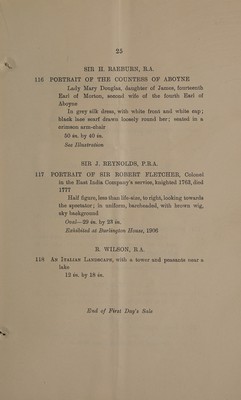 25
SIR H. RAEBURN, R.A.
116 PORTRAIT OF THE COUNTESS OF ABOYNE
Lady Mary Douglas, daughter of James, fourteenth
Earl of Morton, second wife of the fourth Earl of
Aboyne
In grey silk dress, with white front and white cap;
black lace scarf drawn loosely round her; seated in a
crimson arm-chair
50 in. by 40 in.
See Illustration
SIR J. REYNOLDS, P.R.A.
117 PORTRAIT OF SIR ROBERT FLETCHER, Colonel
in the East India Company's service, knighted 1763, died
1777
Half figure, less than life-size, to right, looking towards
the spectator; in uniform, bareheaded, with brown wig,
sky background
Oval—29 in. by 23 in.
Exhibited at Burlington House, 1906
R. WILSON, R.A.
118 AN ITALIAN LANDSCAPE, with a tower and peasants near a
lake
13 in. by 18 in.
End of First Day's Sale